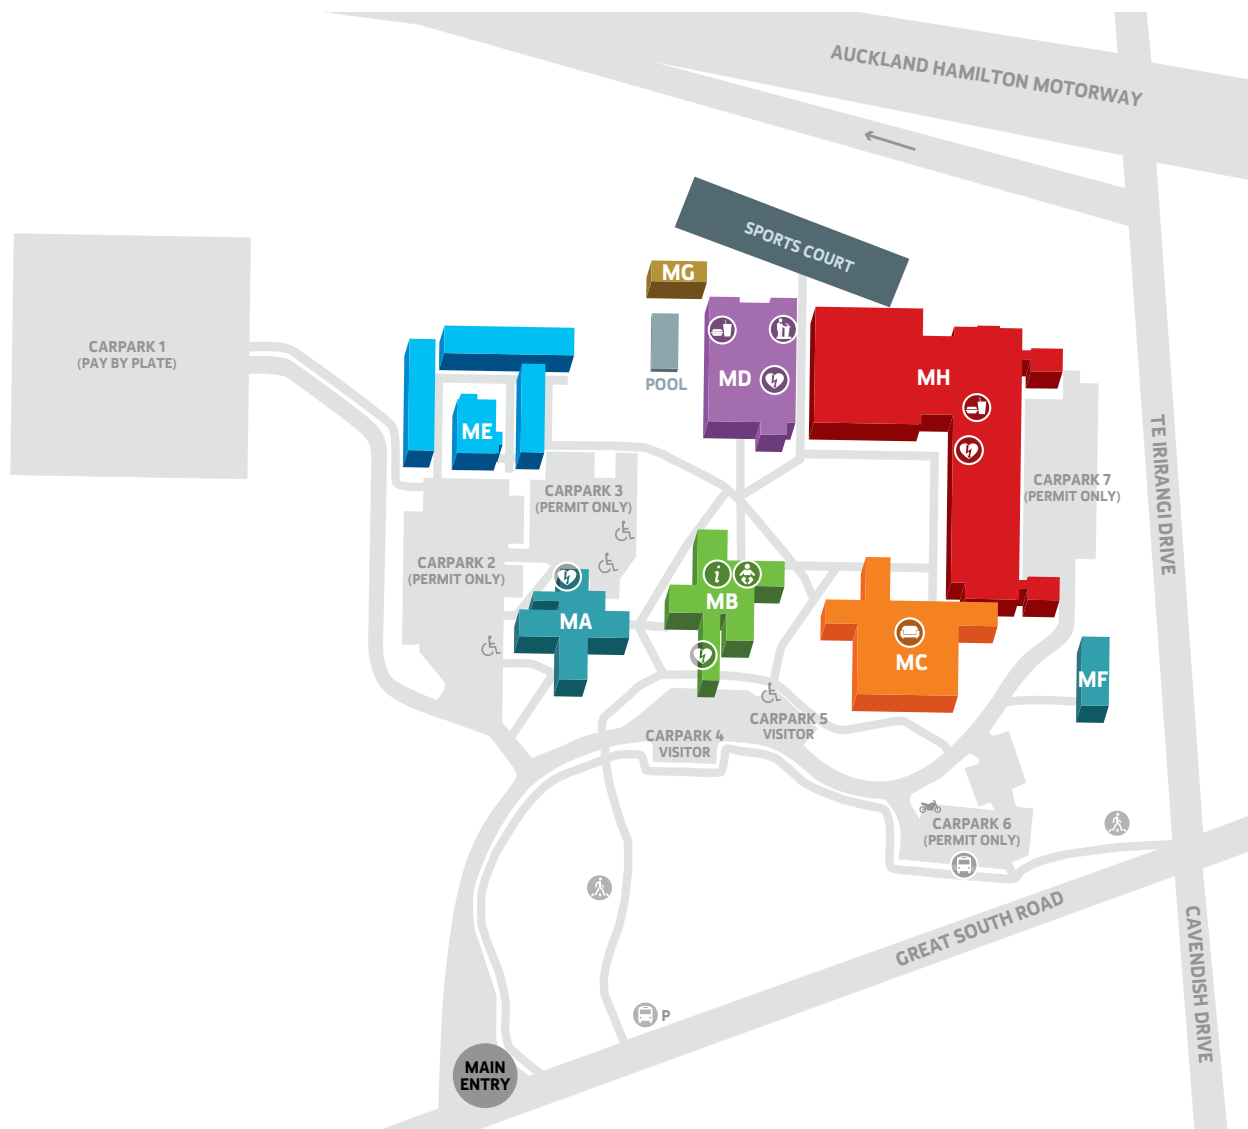 AUCKLAND HAMILTON MOTORWAY
SPORTS COURT
MG
CARPARK 1
(PAY BY PLATE)
POOL
MD
MH
ME
TE IRIRANGI DRIVE
CARPARK 3
(PERMIT ONLY)
CARPARK 7
(PERMIT ONLY)
CARPARK 2
(PERMIT ONLY)
i
MB
MA
MC
MF
CARPARK 5
VISITOR
CARPARK 4
VISITOR
CARPARK 6
(PERMIT ONLY)
GREAT SOUTH ROAD
CAVENDISH DRIVE
P
MAIN
ENTRY